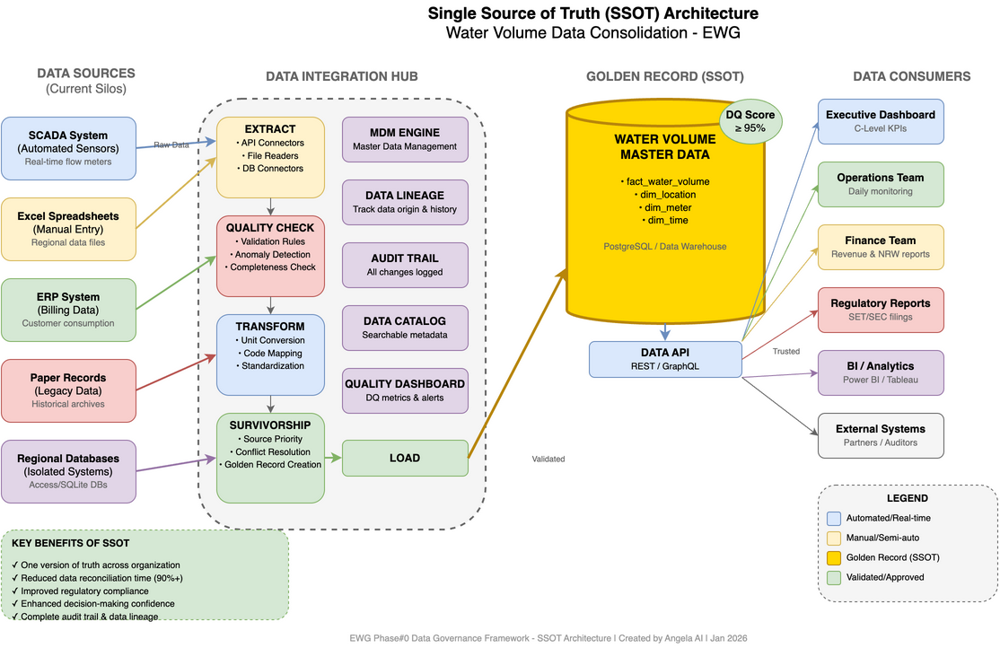 Single Source of Truth (SSOT) Architecture
Water Volume Data Consolidation - EWG
DATA SOURCES
(Current Silos)
SCADA System
(Automated Sensors)
Real-time flow meters
Excel Spreadsheets
(Manual Entry)
Regional data files
ERP System
(Billing Data)
Customer consumption
Paper Records
(Legacy Data)
Historical archives
Regional Databases
(Isolated Systems)
Access/SQLite DBs
Raw Data
DATA INTEGRATION HUB
EXTRACT
• API Connectors
• File Readers
• DB Connectors
QUALITY CHECK
• Validation Rules
• Anomaly Detection
• Completeness Check
TRANSFORM
• Unit Conversion
• Code Mapping
• Standardization
SURVIVORSHIP
• Source Priority
• Conflict Resolution
• Golden Record Creation
MDM ENGINE
Master Data Management
DATA LINEAGE
Track data origin & history
AUDIT TRAIL
All changes logged
DATA CATALOG
Searchable metadata
QUALITY DASHBOARD
DQ metrics & alerts
LOAD
Validated
GOLDEN RECORD (SSOT)
DQ Score
≥ 95%
WATER VOLUME
MASTER DATA
• fact_water_volume
• dim_location
• dim_meter
• dim_time
PostgreSQL / Data Warehouse
DATA API
REST / GraphQL
Trusted
DATA CONSUMERS
Executive Dashboard
C-Level KPIs
Operations Team
Daily monitoring
Finance Team
Revenue & NRW reports
Regulatory Reports
SET/SEC filings
BI / Analytics
Power BI / Tableau
External Systems
Partners / Auditors
LEGEND
Automated/Real-time
Manual/Semi-auto
Golden Record (SSOT)
Validated/Approved
KEY BENEFITS OF SSOT
✓ One version of truth across organization
✓ Reduced data reconciliation time (90%+)
✓ Improved regulatory compliance
✓ Enhanced decision-making confidence
✓ Complete audit trail & data lineage
EWG Phase#0 Data Governance Framework - SSOT Architecture | Created by Angela AI | Jan 2026